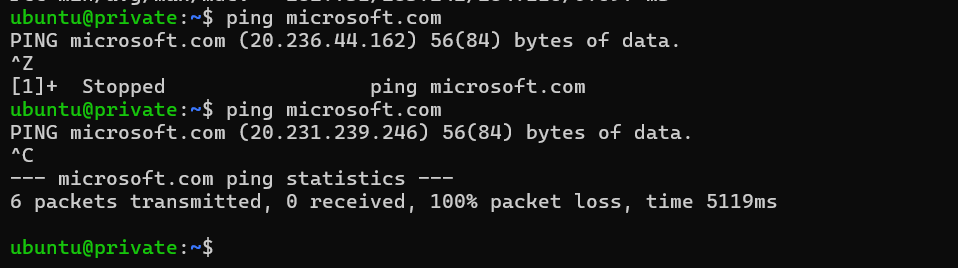 ubuntu@private:~$ ping microsoft.com
PING microsoft.com (20.236.44.162) 56(84) bytes of data.
^Z
[1]+  Stopped                 ping microsoft.com
ubuntu@private:~$ ping microsoft.com
PING microsoft.com (20.231.239.246) 56(84) bytes of data.
^C
--- microsoft.com ping statistics ---
6 packets transmitted, 0 received, 100% packet loss, time 5119ms
ubuntu@private:~$